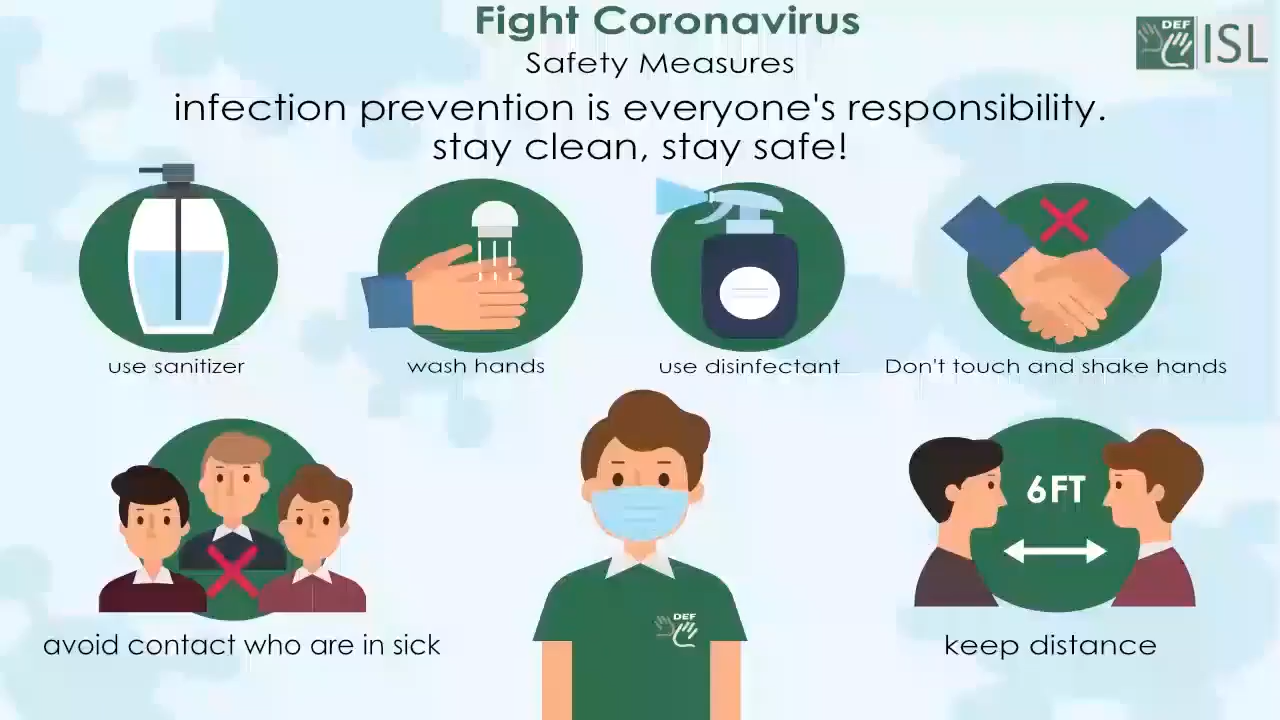 Fight Coronavirus
DEF
ISL
Safety Measures
infection prevention is everyone's responsibility.
stay clean, stay safe!
use sanitizer
wash hands
use disinfectant
Don't touch and shake hands
6FT
DEF
avoid contact who are in sick
keep distance